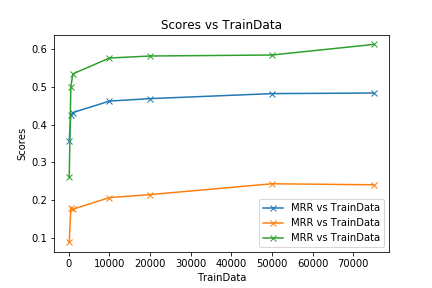 Scores vs TrainData
Scores
0.6
0.5
0.4
0.3
0.2
0.1
MRR vs TrainData
MRR vs TrainData
MRR vs TrainData
0 10000 20000 30000 40000 50000 60000 70000
TrainData